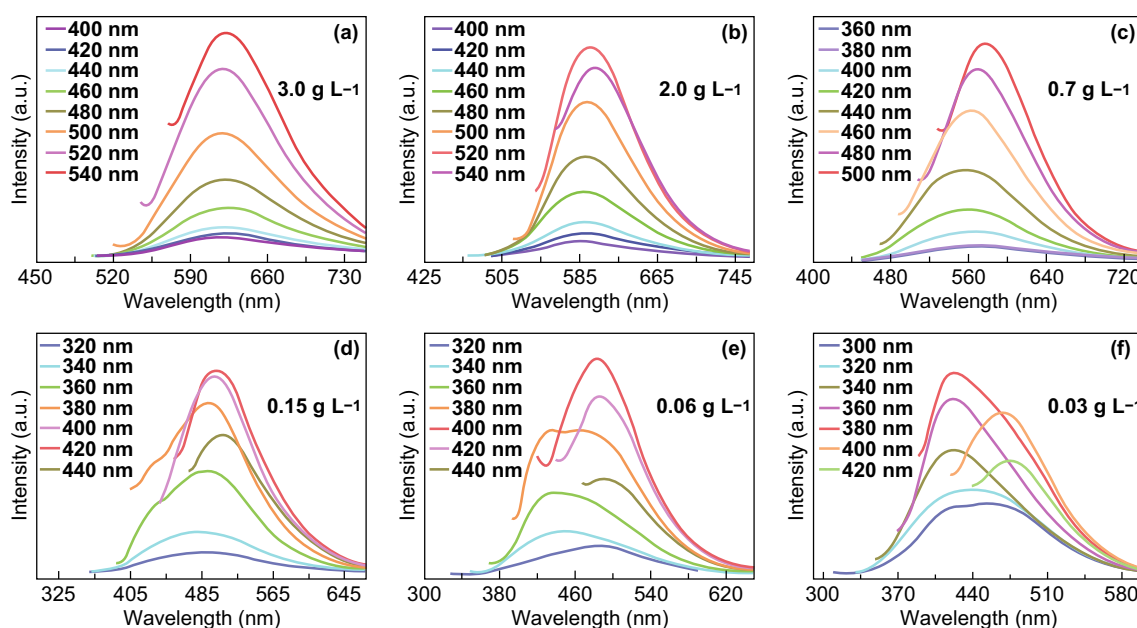 400 nm
420 nm
440 nm
460 nm
480 nm
500 nm
520 nm
540 nm
(a)
3.0 g L−1
Intensity (a.u.)
450 520 590 660 730
Wavelength (nm)
400 nm
420 nm
440 nm
460 nm
480 nm
500 nm
520 nm
540 nm
(b)
2.0 g L−1
Intensity (a.u.)
425 505 585 665 745
Wavelength (nm)
360 nm
380 nm
400 nm
420 nm
440 nm
460 nm
480 nm
500 nm
(c)
0.7 g L−1
Intensity (a.u.)
400 480 560 640 720
Wavelength (nm)
320 nm
340 nm
360 nm
380 nm
400 nm
420 nm
440 nm
(d)
0.15 g L−1
Intensity (a.u.)
325 405 485 565 645
Wavelength (nm)
320 nm
340 nm
360 nm
380 nm
400 nm
420 nm
440 nm
(e)
0.06 g L−1
Intensity (a.u.)
380 460 540 620
Wavelength (nm)
300 nm
320 nm
340 nm
360 nm
380 nm
400 nm
420 nm
(f)
0.03 g L−1
Intensity (a.u.)
300 370 440 510 580
Wavelength (nm)